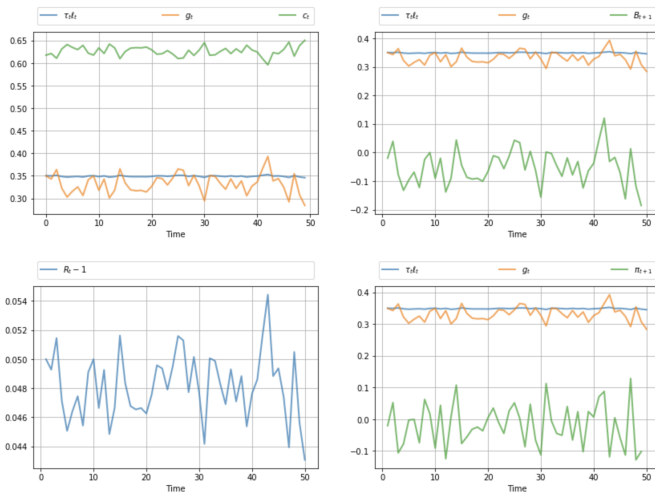 τₜℓₜ gₜ cₜ
0.65
0.60
0.55
0.50
0.45
0.40
0.35
0.30
0 10 20 30 40 50
Time
τₜℓₜ gₜ Bₜ₊₁
0.4
0.3
0.2
0.1
0.0
−0.1
−0.2
0 10 20 30 40 50
Time
Rₜ − 1
0.054
0.052
0.050
0.048
0.046
0.044
0 10 20 30 40 50
Time
τₜℓₜ gₜ πₜ₊₁
0.4
0.3
0.2
0.1
0.0
−0.1
0 10 20 30 40 50
Time